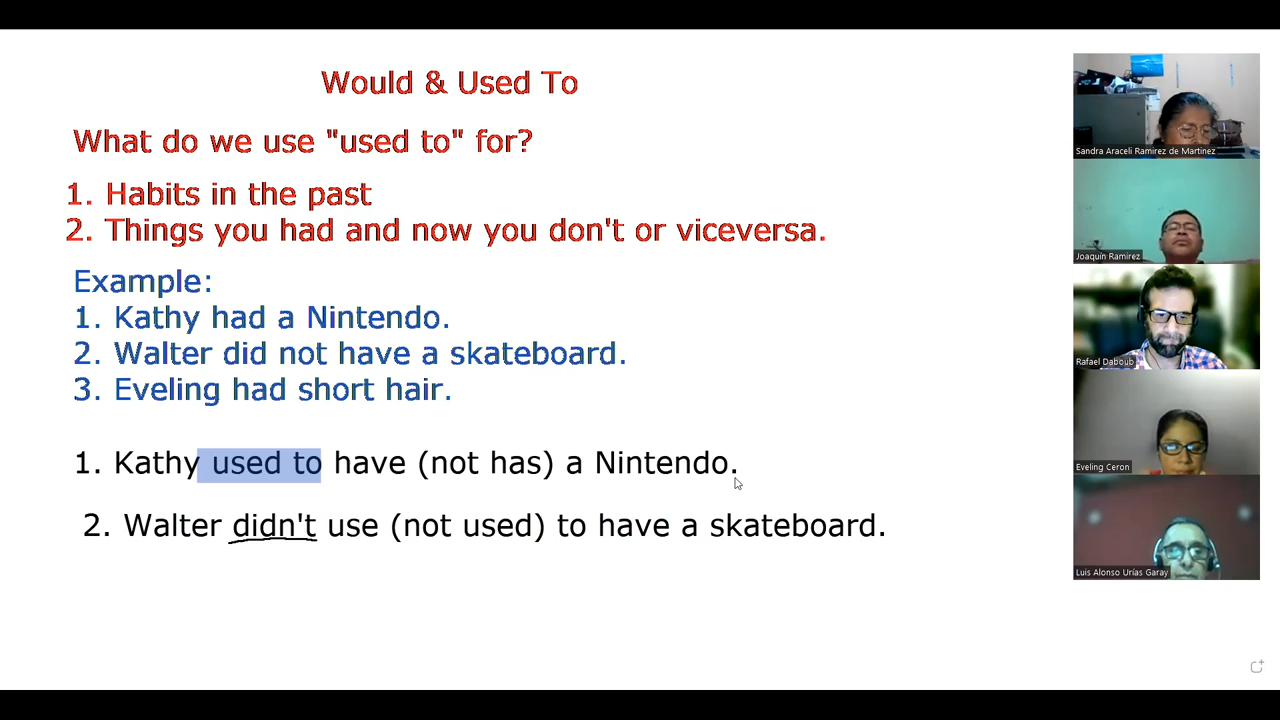 Would & Used To
What do we use "used to" for?
1. Habits in the past
2. Things you had and now you don't or viceversa.
Example:
1. Kathy had a Nintendo.
2. Walter did not have a skateboard.
3. Eveling had short hair.
1. Kathy used to have (not has) a Nintendo.
2. Walter didn't use (not used) to have a skateboard.
Sandra Araceli Ramirez de Martinez
Joaquín Ramirez
Rafael Daboub
Eveling Ceron
Luis Alonso Urías Garay